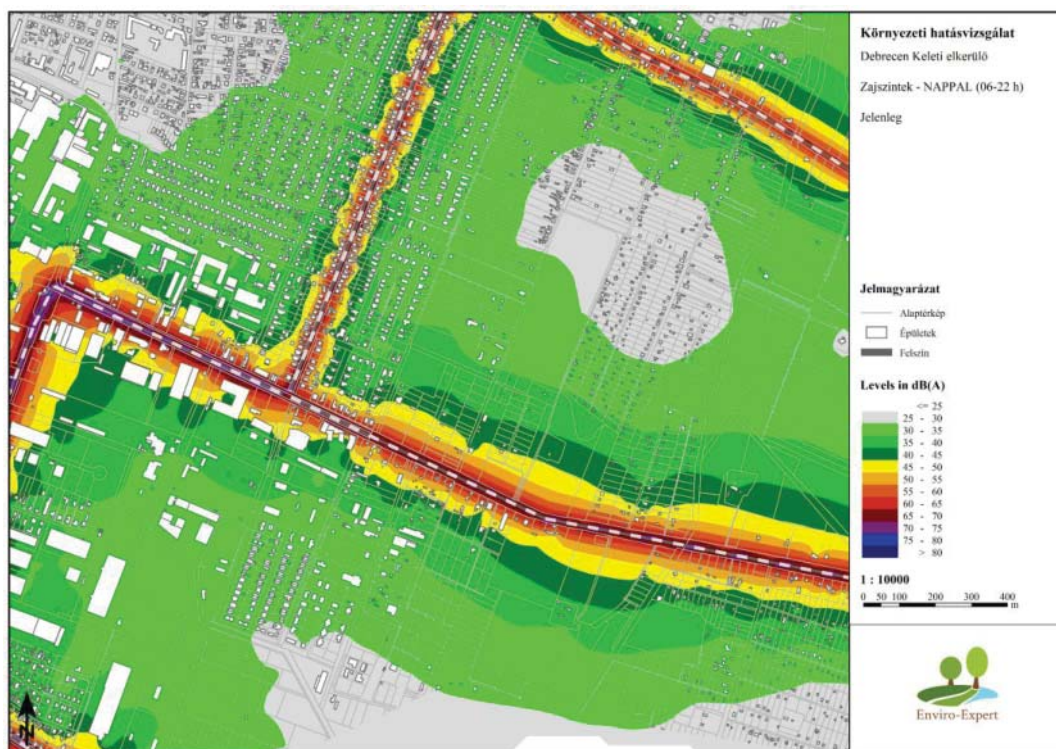 Környezeti hatásvizsgálat
Debrecen Keleti elkerülő
Zajszintek - NAPPAL (06-22 h)
Jelenleg
Jelmagyarázat
Alaptérkép
Épületek
Felszín
Levels in dB(A)
<= 25
25 - 30
30 - 35
35 - 40
40 - 45
45 - 50
50 - 55
55 - 60
60 - 65
65 - 70
70 - 75
75 - 80
> 80
1 : 10000
0 50 100 200 300 400
m
Enviro-Expert